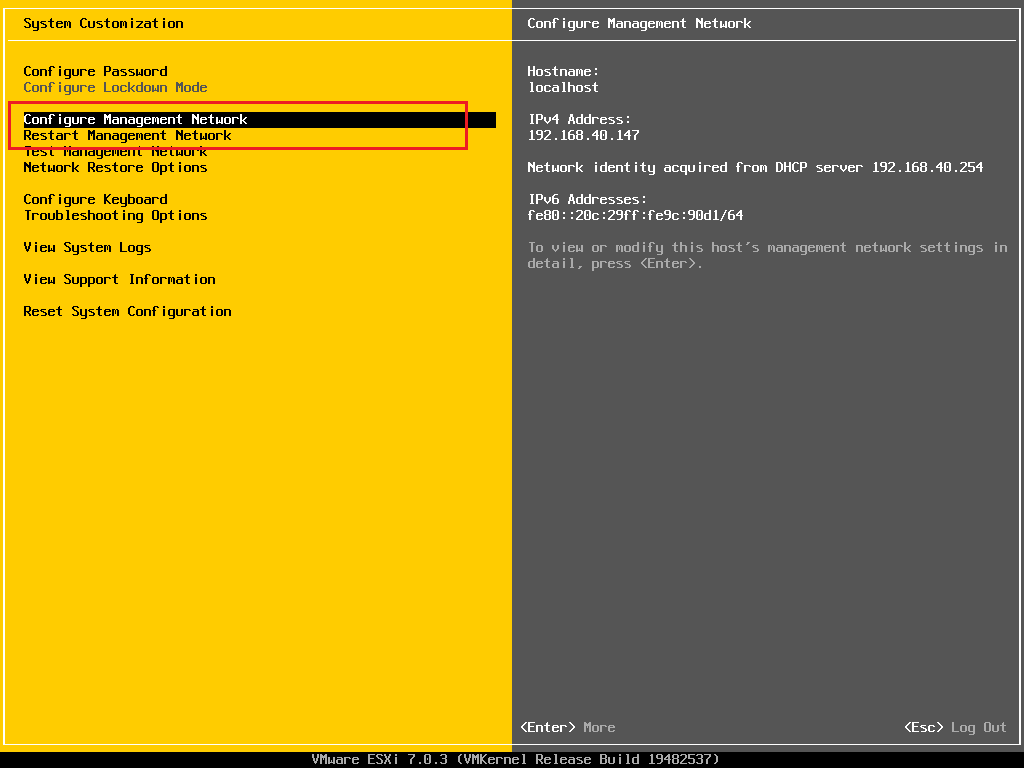 System Customization
Configure Password
Configure Lockdown Mode
Configure Management Network
Restart Management Network
Test Management Network
Network Restore Options
Configure Keyboard
Troubleshooting Options
View System Logs
View Support Information
Reset System Configuration
Configure Management Network
Hostname:
localhost
IPv4 Address:
192.168.40.147
Network identity acquired from DHCP server 192.168.40.254
IPv6 Addresses:
fe80::20c:29ff:fe9c:90d1/64
To view or modify this host's management network settings in
detail, press <Enter>.
<Enter> More
<Esc> Log Out
VMware ESXi 7.0.3 (VMKernel Release Build 19482537)